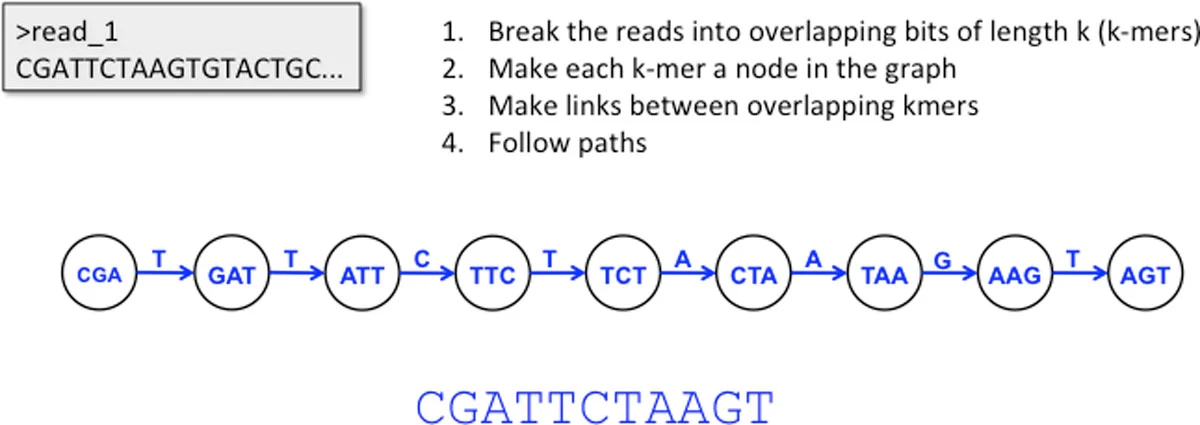 >read_1
CGATTCTAAGTGTACTGC...
1. Break the reads into overlapping bits of length k (k-mers)
2. Make each k-mer a node in the graph
3. Make links between overlapping kmers
4. Follow paths
CGA T GAT T ATT C TTC T TCT A CTA A TAA G AAG T AGT
CGATTCTAAGT